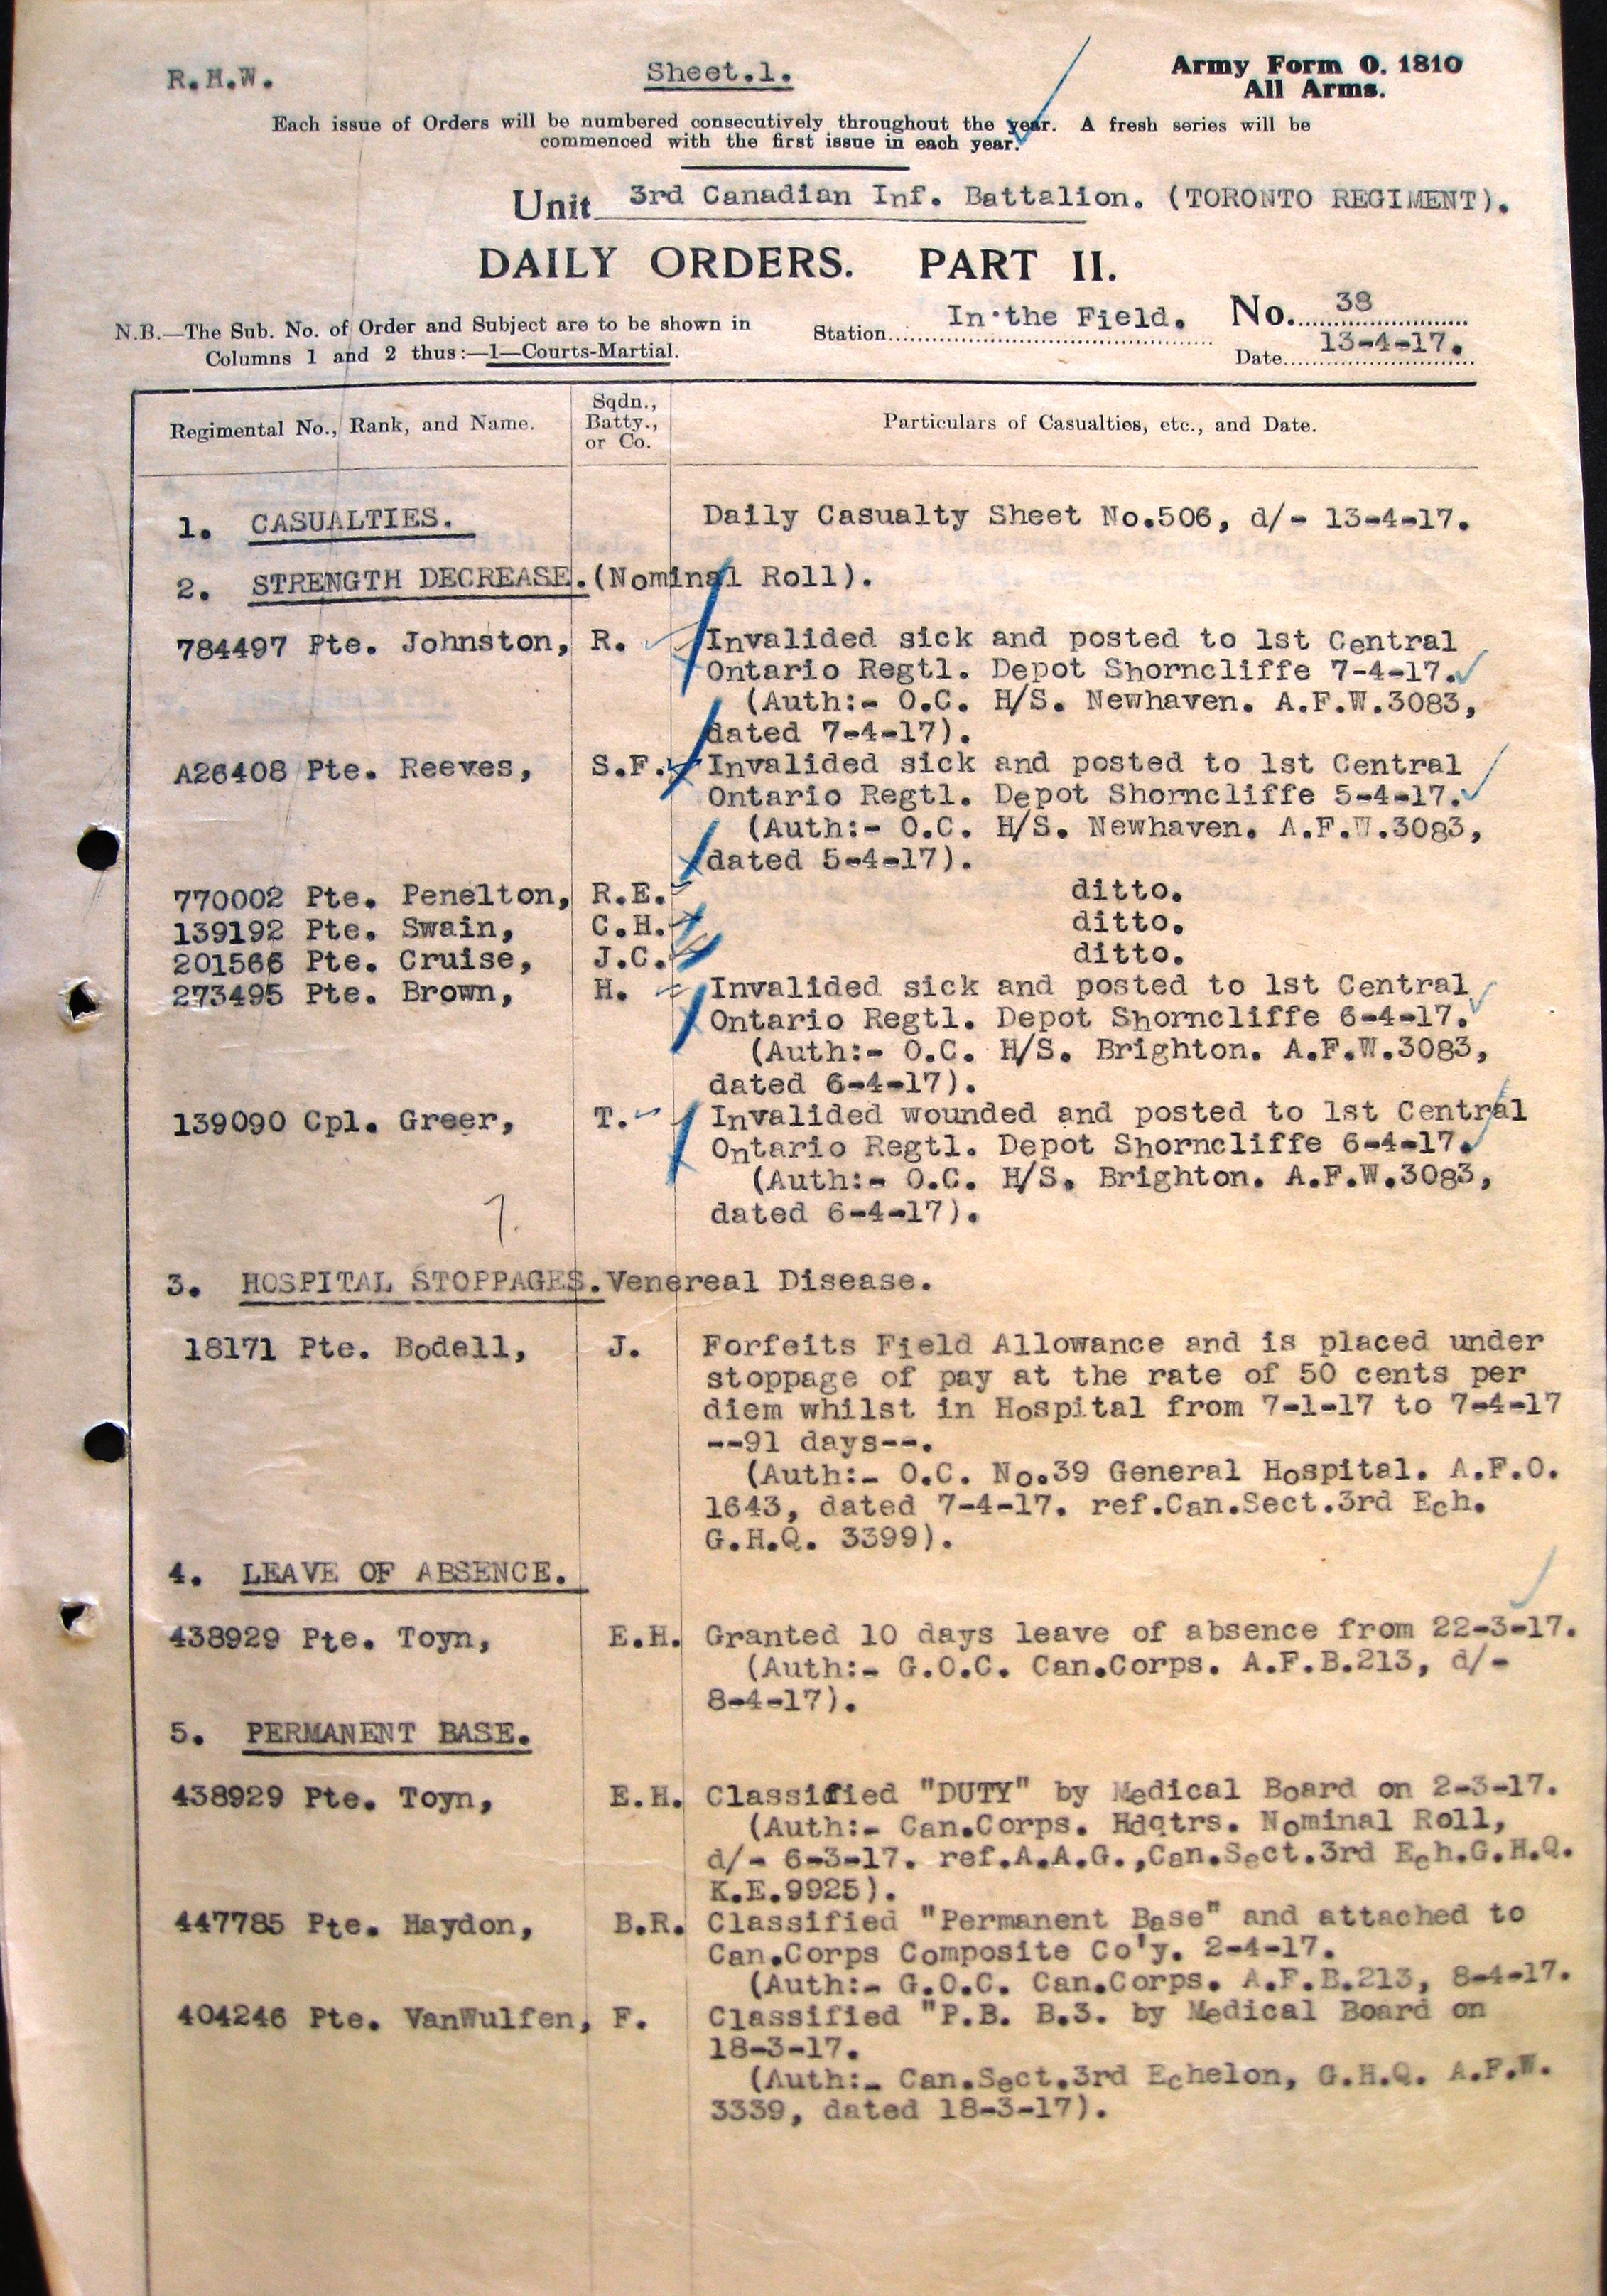 R.H.W.
Sheet.1.
Army Form O. 1810
All Arms.
Each issue of Orders will be numbered consecutively throughout the year. A fresh series will be
commenced with the first issue in each year.
Unit 3rd Canadian Inf. Battalion. (TORONTO REGIMENT).
DAILY ORDERS. PART II.
N.B.—The Sub. No. of Order and Subject are to be shown in
Columns 1 and 2 thus:—1—Courts-Martial.
Station In the Field.
No. 38
Date 13-4-17.
Regimental No., Rank, and Name.
Sqdn.,
Batty.,
or Co.
Particulars of Casualties, etc., and Date.
1. CASUALTIES. Daily Casualty Sheet No.506, d/- 13-4-17.
2. STRENGTH DECREASE.(Nominal Roll).
784497 Pte. Johnston, R. Invalided sick and posted to 1st Central
Ontario Regtl. Depot Shorncliffe 7-4-17.
(Auth:- O.C. H/S. Newhaven. A.F.W.3083,
dated 7-4-17).
A26408 Pte. Reeves, S.F. Invalided sick and posted to 1st Central
Ontario Regtl. Depot Shorncliffe 5-4-17.
(Auth:- O.C. H/S. Newhaven. A.F.W.3083,
dated 5-4-17).
770002 Pte. Penelton, R.E. ditto.
139192 Pte. Swain, C.H. ditto.
201566 Pte. Cruise, J.C. ditto.
273495 Pte. Brown, H. Invalided sick and posted to 1st Central
Ontario Regtl. Depot Shorncliffe 6-4-17.
(Auth:- O.C. H/S. Brighton. A.F.W.3083,
dated 6-4-17).
139090 Cpl. Greer, T. Invalided wounded and posted to 1st Central
Ontario Regtl. Depot Shorncliffe 6-4-17.
(Auth:- O.C. H/S. Brighton. A.F.W.3083,
dated 6-4-17).
7.
3. HOSPITAL STOPPAGES. Venereal Disease.
18171 Pte. Bodell, J. Forfeits Field Allowance and is placed under
stoppage of pay at the rate of 50 cents per
diem whilst in Hospital from 7-1-17 to 7-4-17
--91 days--.
(Auth:- O.C. No.39 General Hospital. A.F.O.
1643, dated 7-4-17. ref.Can.Sect.3rd Ech.
G.H.Q. 3399).
4. LEAVE OF ABSENCE.
438929 Pte. Toyn, E.H. Granted 10 days leave of absence from 22-3-17.
(Auth:- G.O.C. Can.Corps. A.F.B.213, d/-
8-4-17).
5. PERMANENT BASE.
438929 Pte. Toyn, E.H. Classified "DUTY" by Medical Board on 2-3-17.
(Auth:- Can.Corps. Hdqtrs. Nominal Roll,
d/- 6-3-17. ref.A.A.G.,Can.Sect.3rd Ech.G.H.Q.
K.E.9925).
447785 Pte. Haydon, B.R. Classified "Permanent Base" and attached to
Can.Corps Composite Co'y. 2-4-17.
(Auth:- G.O.C. Can.Corps. A.F.B.213, 8-4-17.
404246 Pte. VanWulfen, F. Classified "P.B. B.3. by Medical Board on
18-3-17.
(Auth:- Can.Sect.3rd Echelon, G.H.Q. A.F.W.
3339, dated 18-3-17).